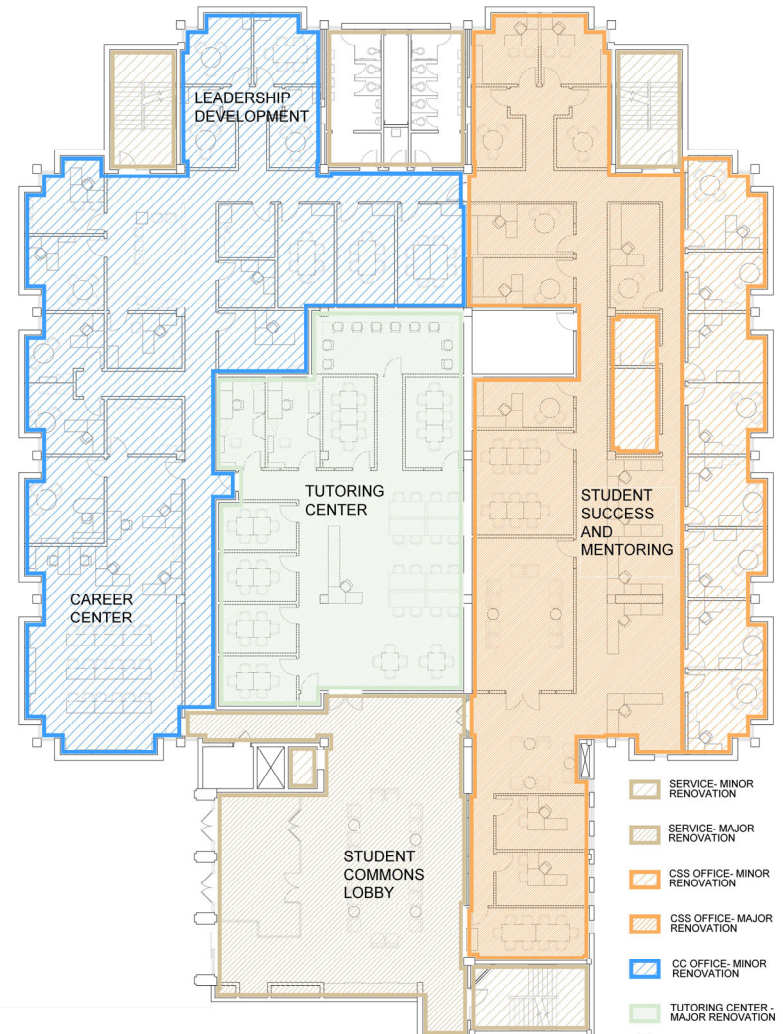 LEADERSHIP
DEVELOPMENT
TUTORING
CENTER
STUDENT
SUCCESS
AND
MENTORING
CAREER
CENTER
STUDENT
COMMONS
LOBBY
SERVICE- MINOR
RENOVATION
SERVICE- MAJOR
RENOVATION
CSS OFFICE- MINOR
RENOVATION
CSS OFFICE- MAJOR
RENOVATION
CC OFFICE- MINOR
RENOVATION
TUTORING CENTER -
MAJOR RENOVATION